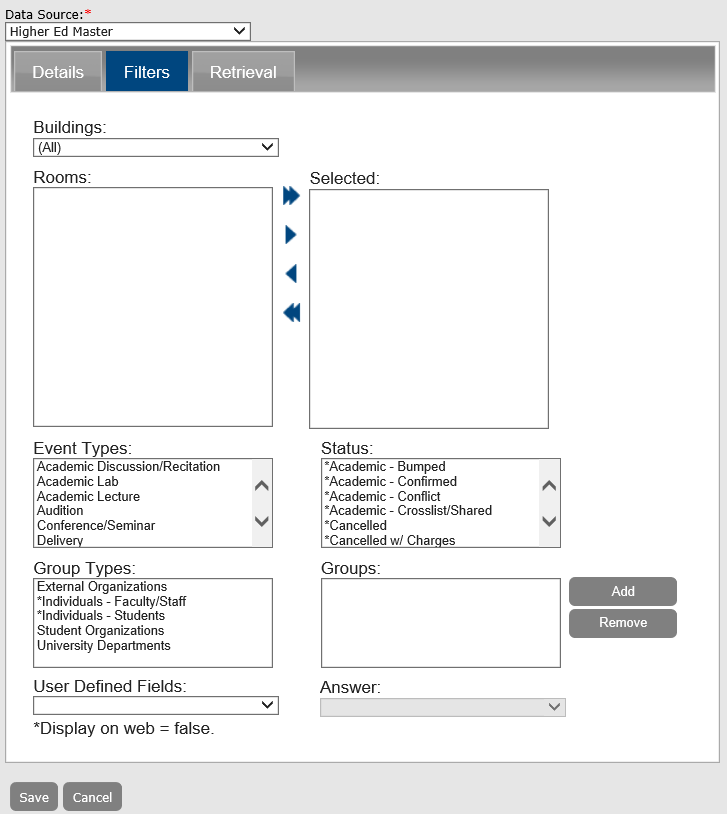 Data Source:*
Higher Ed Master
Details Filters Retrieval
Buildings:
(All)
Rooms:
Selected:
Event Types:
Academic Discussion/Recitation
Academic Lab
Academic Lecture
Audition
Conference/Seminar
Delivery
Status:
*Academic - Bumped
*Academic - Confirmed
*Academic - Conflict
*Academic - Crosslist/Shared
*Cancelled
*Cancelled w/ Charges
Group Types:
External Organizations
*Individuals - Faculty/Staff
*Individuals - Students
Student Organizations
University Departments
Groups:
Add
Remove
User Defined Fields:
Answer:
*Display on web = false.
Save Cancel